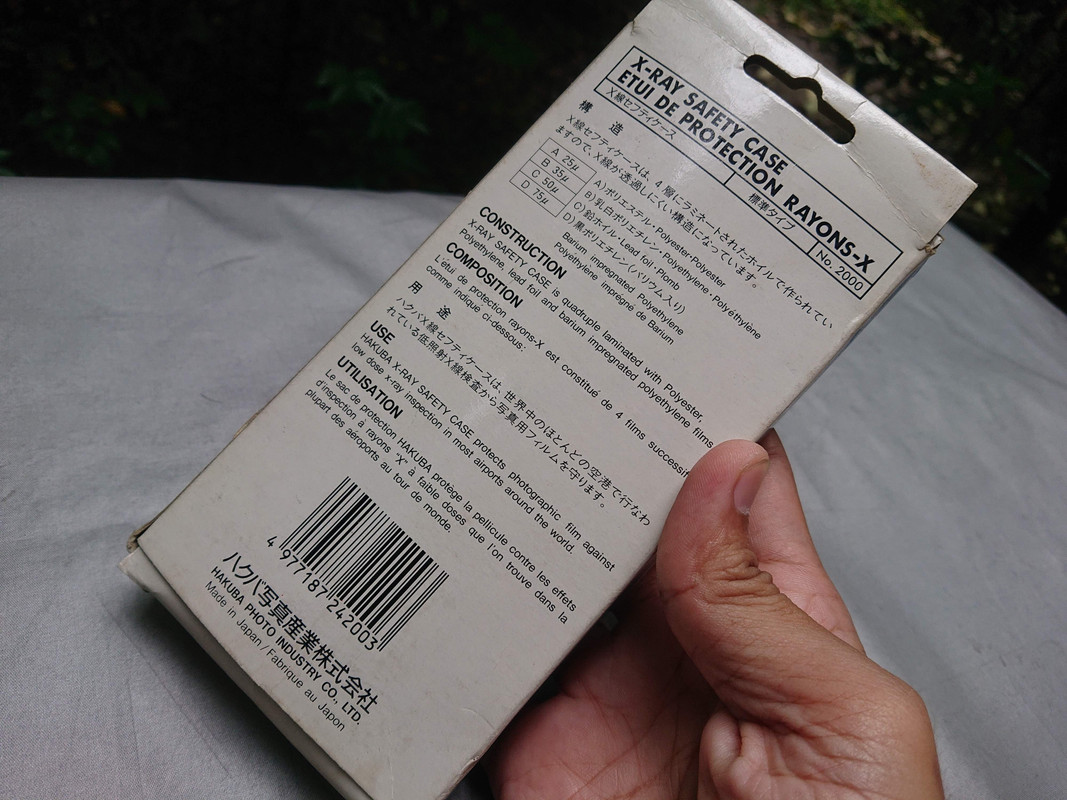 X-RAY SAFETY CASE
ETUI DE PROTECTION RAYONS-X
X線セフティケース 標準タイプ No. 2000
構 造
X線セフティケースは、4層にラミネートされたホイルで作られてい
ますので、X線が透過しにくい構造になっています。
A 25μ
B 35μ
C 50μ
D 75μ
A)ポリエステル・Polyester・Polyester
B)乳白ポリエチレン・Polyethylene・Polyéthylène
C)鉛ホイル・Lead foil・Plomb
D)黒ポリエチレン(バリウム入り)
Barium impregnated Polyethylene
Polyethylene impregné de Barium
CONSTRUCTION
X-RAY SAFETY CASE is quadruple laminated with Polyester,
Polyethylene, lead foil and barium impregnated polyethylene films.
COMPOSITION
L'étui de protection rayons-X est constitué de 4 films successifs
comme indique ci-dessous:
用 途
ハクバX線セフティケースは、世界中のほとんどの空港で行なわ
れている低照射X線検査から写真用フィルムを守ります。
USE
HAKUBA X-RAY SAFETY CASE protects photographic film against
low dose x-ray inspection in most airports around the world.
UTILISATION
Le sac de protection HAKUBA protège la pellicule contre les effets
d'inspection à rayons "X" à faible doses que l'on trouve dans la
plupart des aéroports au tour de monde.
4 977187 242003
ハクバ写真産業株式会社
HAKUBA PHOTO INDUSTRY CO., LTD.
Made in Japan / Fabrique au Japon